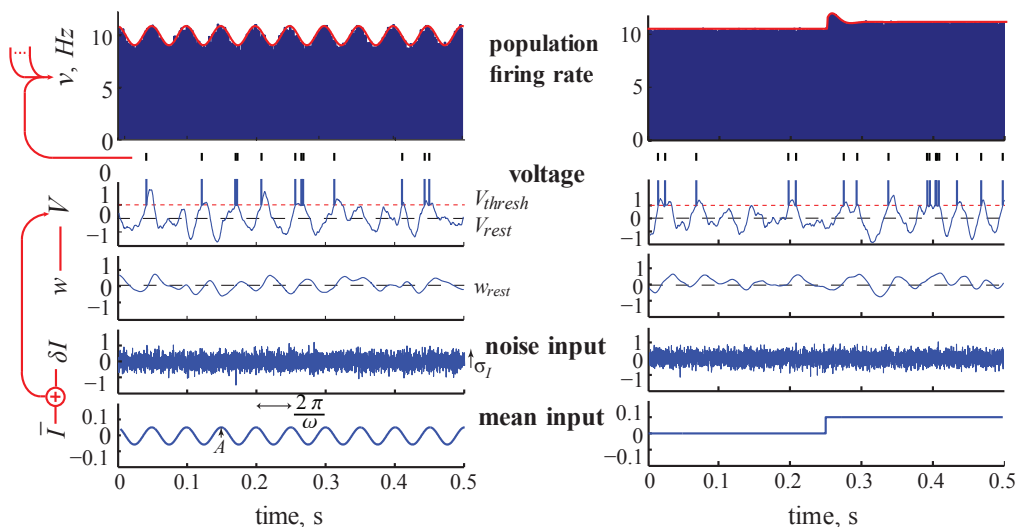 ν, Hz
10
5
0
population
firing rate
10
5
0
...
0
voltage
V
1
0
−1
V_thresh
V_rest
1
0
−1
w
1
0
−1
w_rest
1
0
−1
δI
1
0
−1
noise input
σ_I
1
0
−1
+
Ī
0.1
0
−0.1
A
2 π
ω
mean input
0.1
0
−0.1
0 0.1 0.2 0.3 0.4 0.5
0 0.1 0.2 0.3 0.4 0.5
time, s
time, s